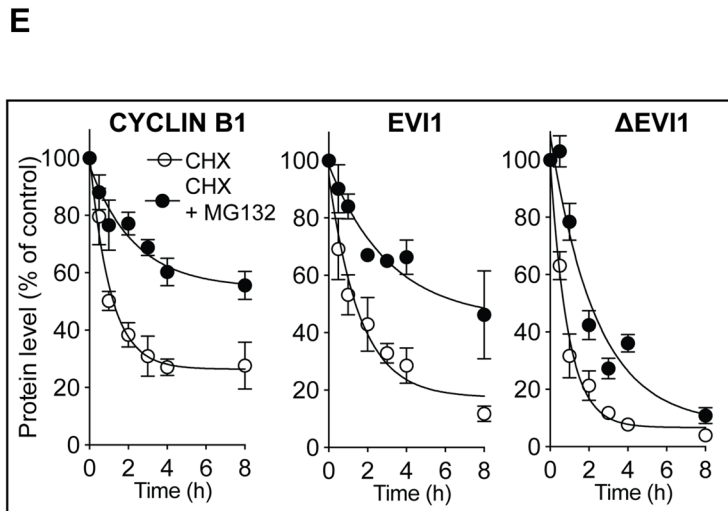 E
CYCLIN B1
EVI1
ΔEVI1
Protein level (% of control)
100
80
60
40
20
0
CHX
CHX
+ MG132
0 2 4 6 8
Time (h)
100
80
60
40
20
0
0 2 4 6 8
Time (h)
100
80
60
40
20
0
0 2 4 6 8
Time (h)